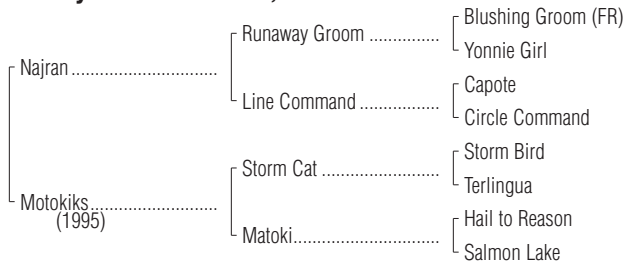 Blushing Groom (FR)
Runaway Groom ...............
Yonnie Girl
Najran ................................
Capote
Line Command .................
Circle Command
Storm Bird
Storm Cat .........................
Terlingua
Motokiks ............................
(1995)
Hail to Reason
Matoki ...............................
Salmon Lake